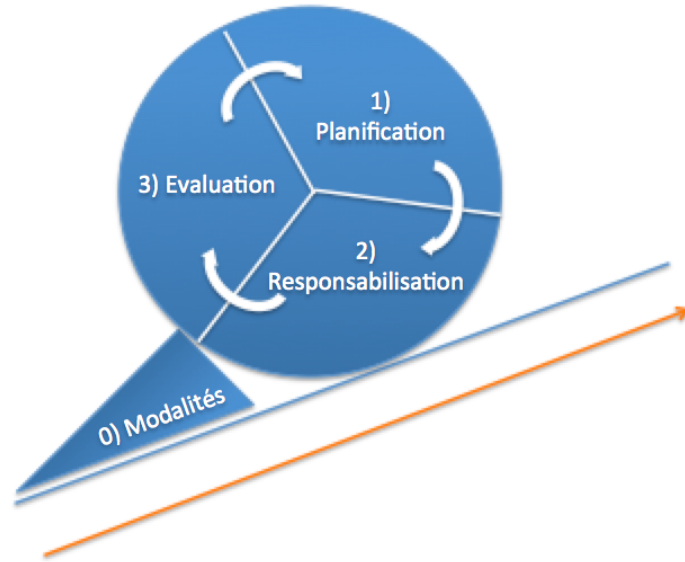 1)
Planification
3) Evaluation
2)
Responsabilisation
0) Modalités